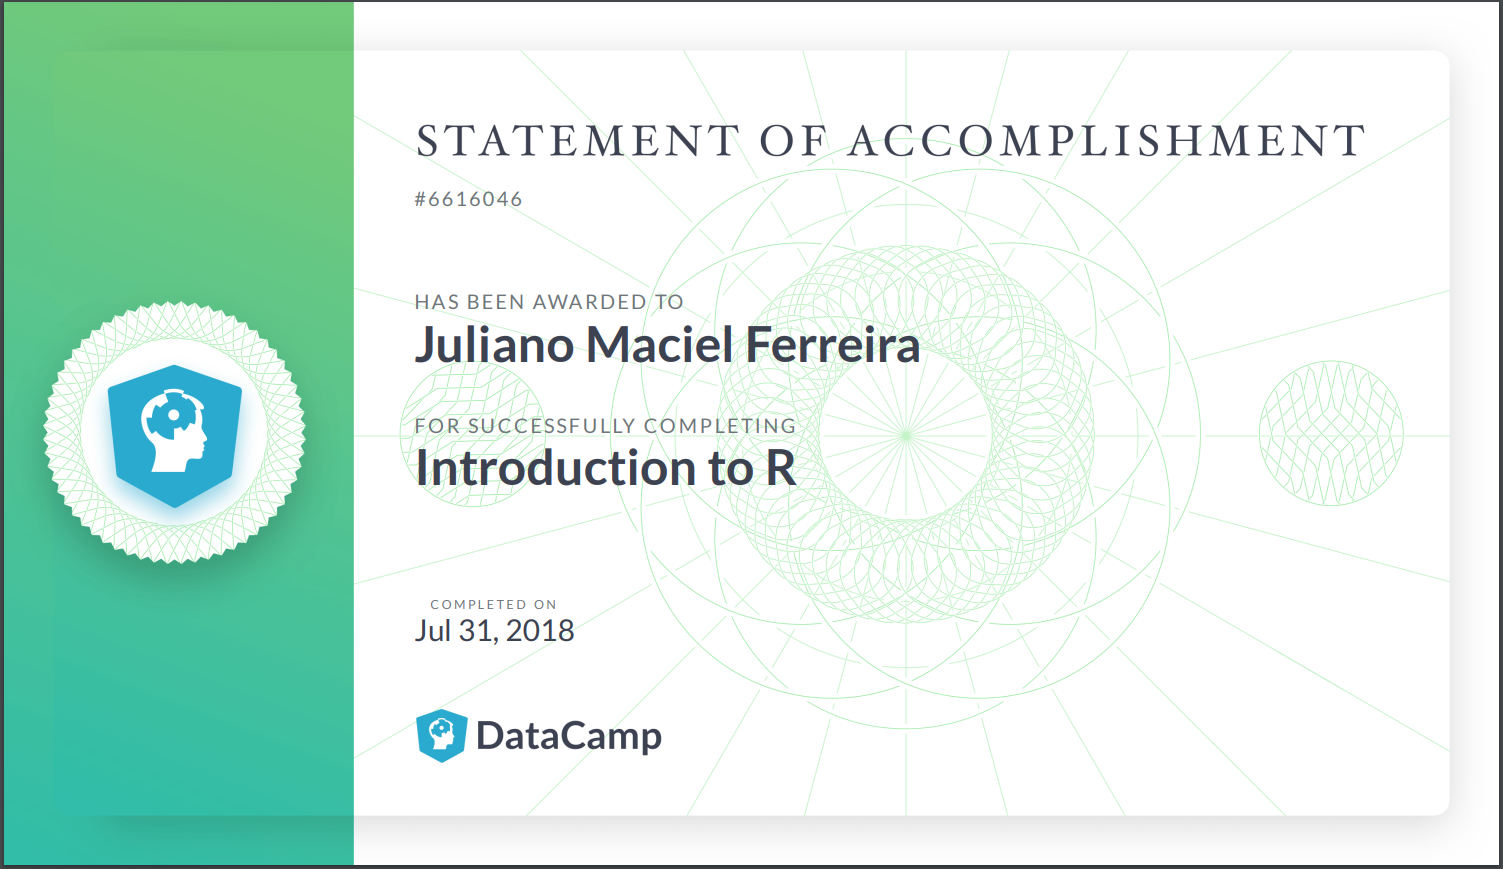 STATEMENT OF ACCOMPLISHMENT
#6616046
HAS BEEN AWARDED TO
Juliano Maciel Ferreira
FOR SUCCESSFULLY COMPLETING
Introduction to R
COMPLETED ON
Jul 31, 2018
DataCamp